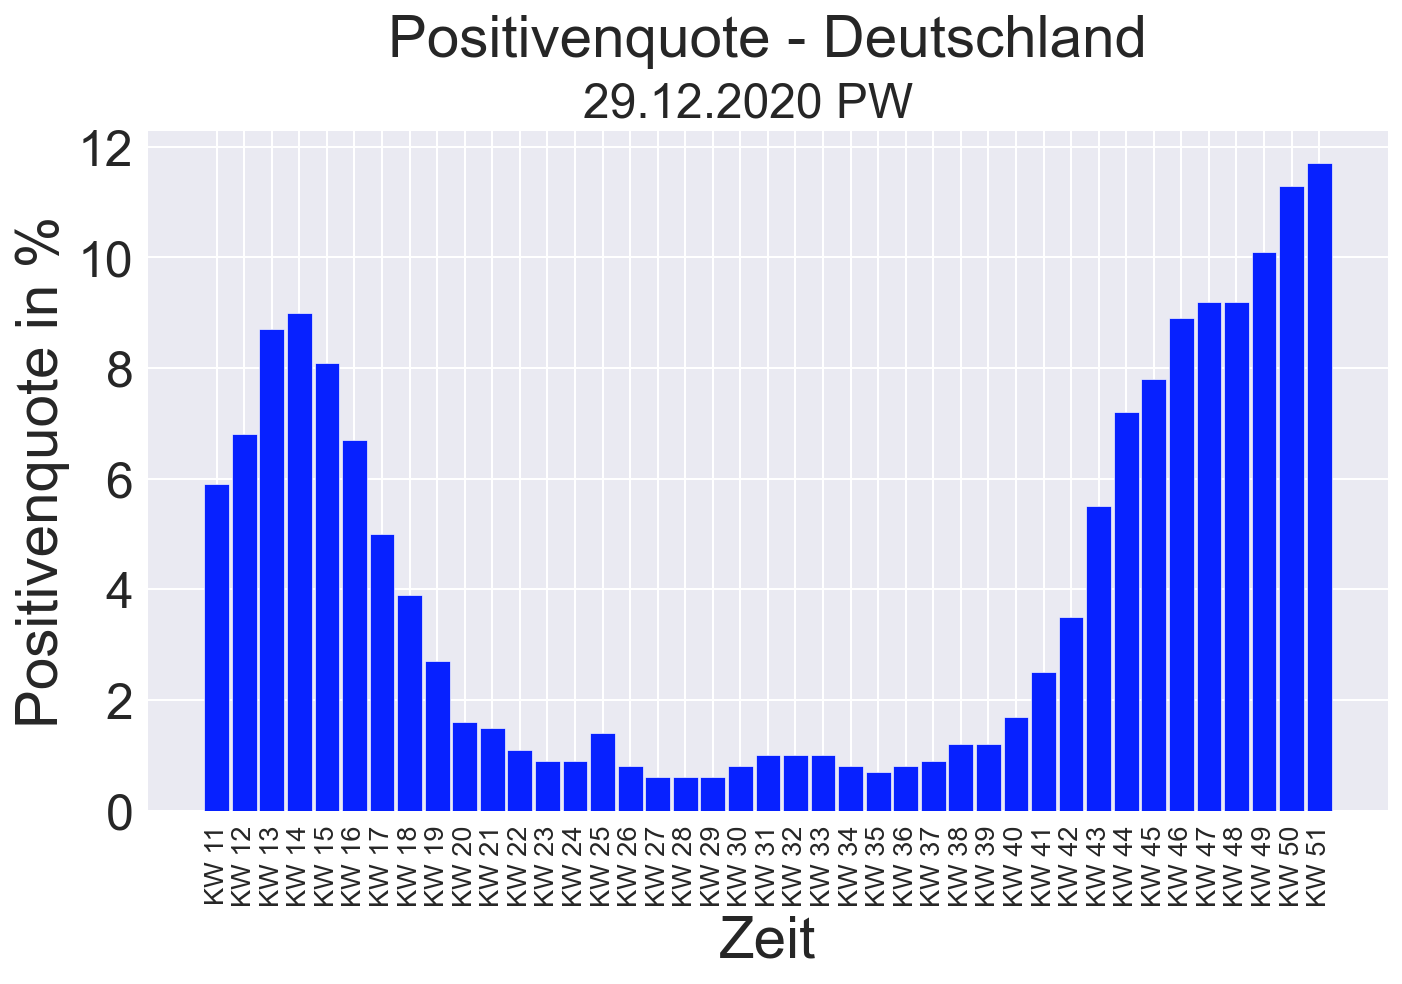 Positivenquote - Deutschland
29.12.2020 PW
Positivenquote in %
12
10
8
6
4
2
0
KW 11
KW 12
KW 13
KW 14
KW 15
KW 16
KW 17
KW 18
KW 19
KW 20
KW 21
KW 22
KW 23
KW 24
KW 25
KW 26
KW 27
KW 28
KW 29
KW 30
KW 31
KW 32
KW 33
KW 34
KW 35
KW 36
KW 37
KW 38
KW 39
KW 40
KW 41
KW 42
KW 43
KW 44
KW 45
KW 46
KW 47
KW 48
KW 49
KW 50
KW 51
Zeit